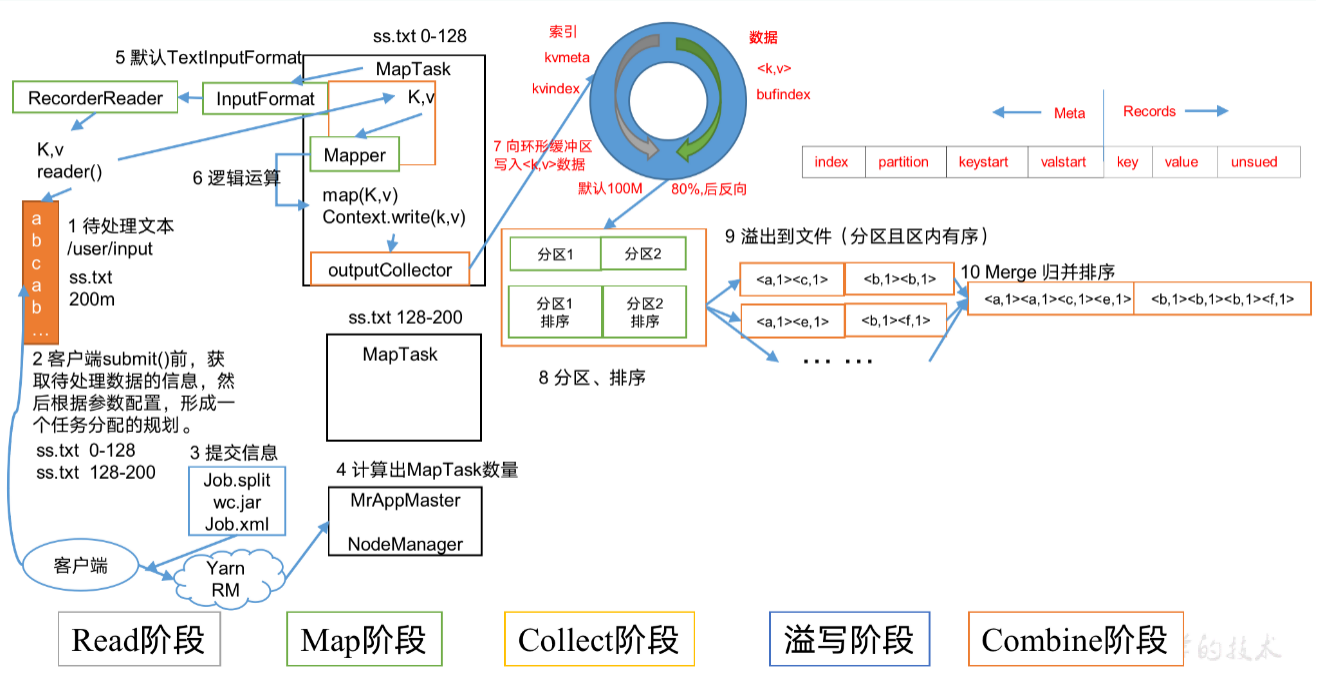 ss.txt 0-128
5 默认TextInputFormat
MapTask
RecorderReader
InputFormat
K,v
K,v
reader()
Mapper
6 逻辑运算
map(K,v)
Context.write(k,v)
outputCollector
a
b
c
a
b
...
1 待处理文本
/user/input
ss.txt
200m
2 客户端submit()前，获
取待处理数据的信息，然
后根据参数配置，形成一
个任务分配的规划。
ss.txt 0-128
ss.txt 128-200
3 提交信息
Job.split
wc.jar
Job.xml
客户端
Yarn
RM
ss.txt 128-200
MapTask
4 计算出MapTask数量
MrAppMaster
NodeManager
索引
kvmeta
kvindex
数据
<k,v>
bufindex
7 向环形缓冲区
写入<k,v>数据
默认100M
80%,后反向
Meta
Records
index
partition
keystart
valstart
key
value
unsued
分区1
分区2
分区1
排序
分区2
排序
8 分区、排序
9 溢出到文件（分区且区内有序）
<a,1><c,1>
<b,1><b,1>
<a,1><e,1>
<b,1><f,1>
... ...
10 Merge 归并排序
<a,1><a,1><c,1><e,1>
<b,1><b,1><b,1><f,1>
Read阶段
Map阶段
Collect阶段
溢写阶段
Combine阶段
的技术